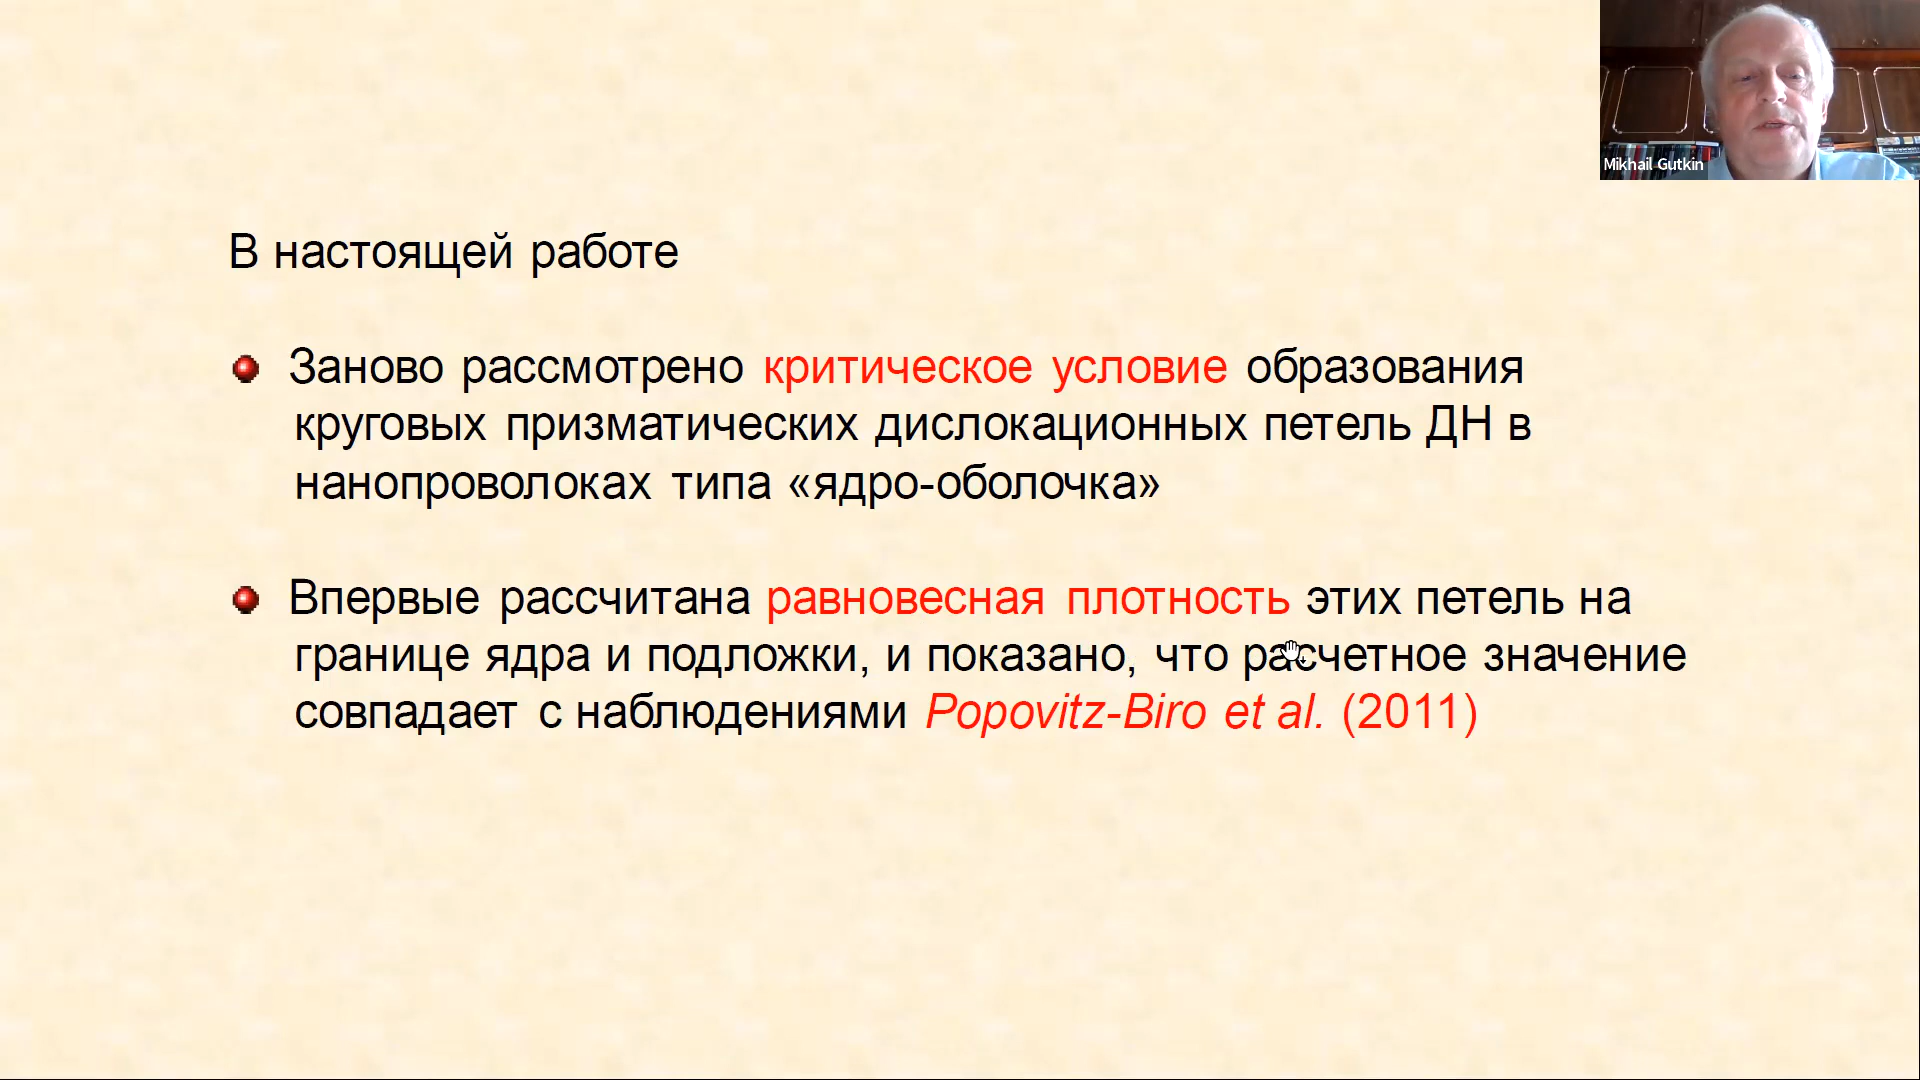 Mikhail Gutkin
В настоящей работе
Заново рассмотрено критическое условие образования
круговых призматических дислокационных петель ДН в
нанопроволоках типа «ядро-оболочка»
Впервые рассчитана равновесная плотность этих петель на
границе ядра и подложки, и показано, что расчетное значение
совпадает с наблюдениями Popovitz-Biro et al. (2011)